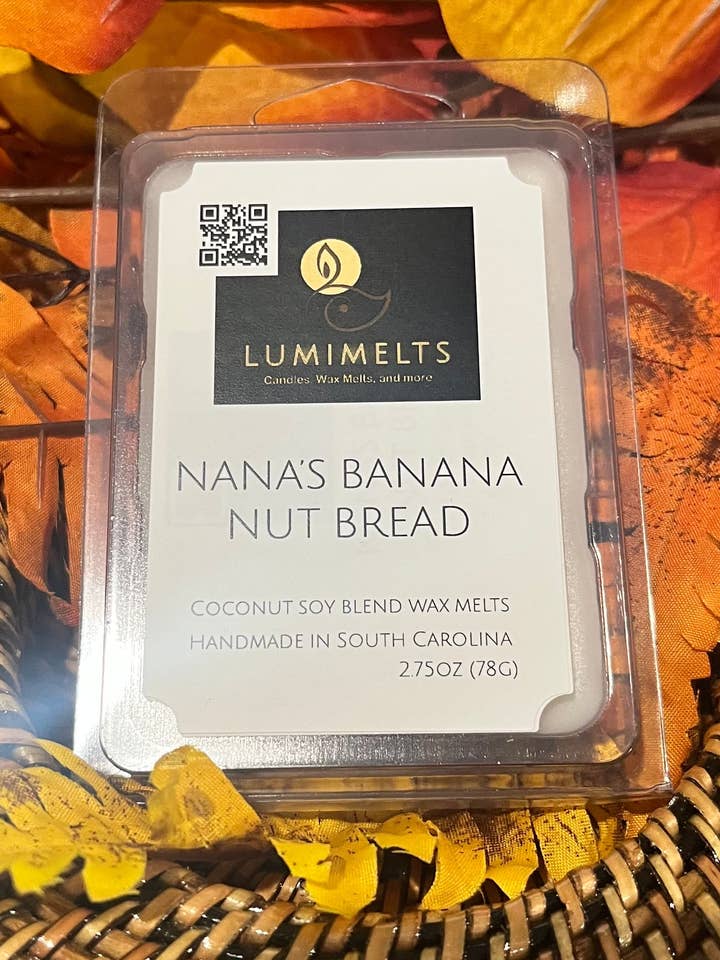 LUMIMELTS
Candles, Wax Melts, and more
NANA'S BANANA
NUT BREAD
COCONUT SOY BLEND WAX MELTS
HANDMADE IN SOUTH CAROLINA
2.75OZ (78G)